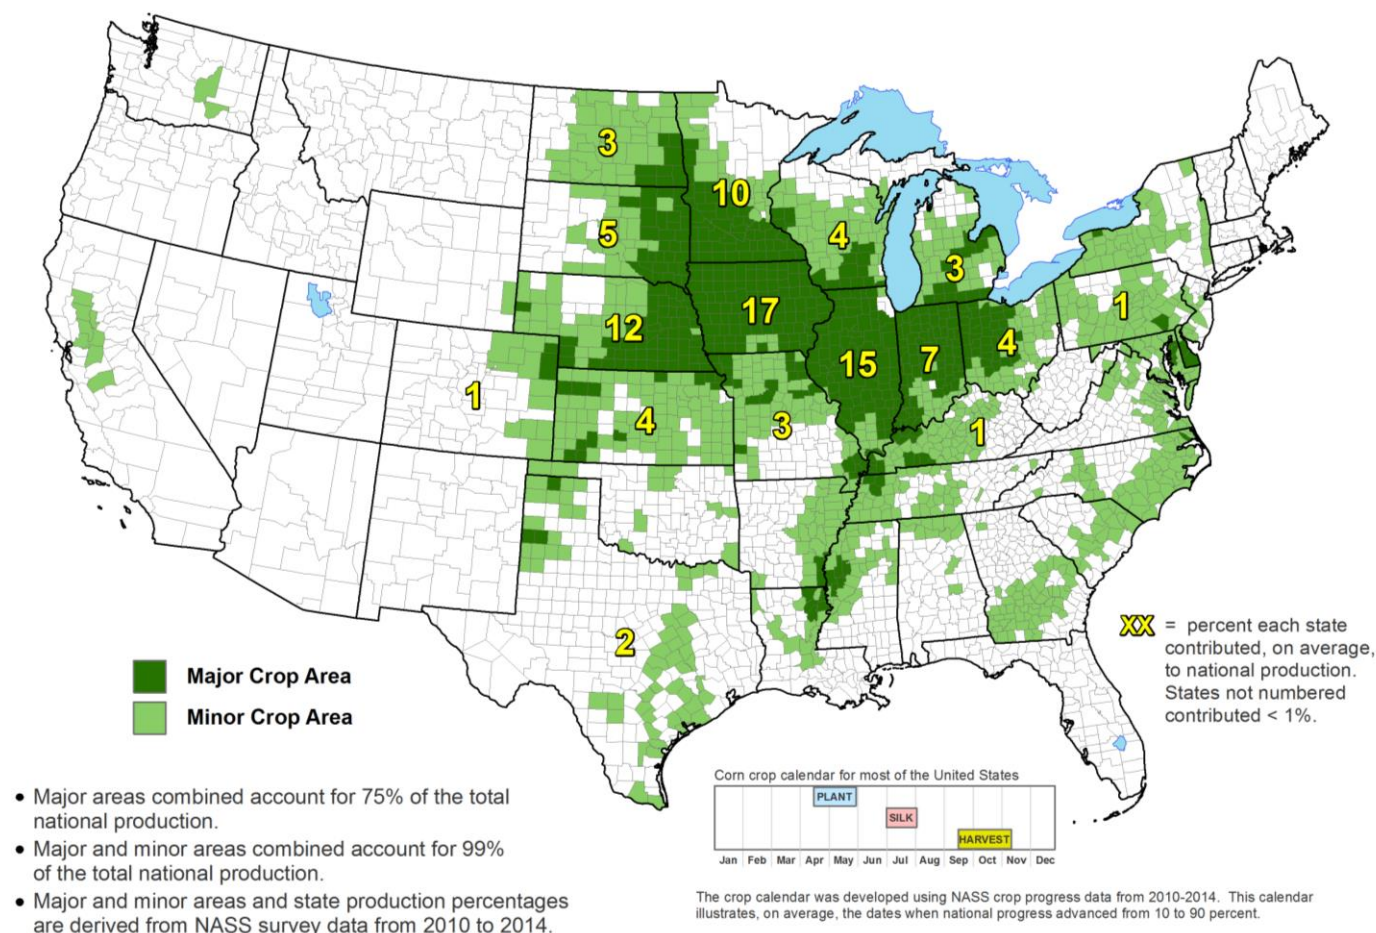 3
10
5
4
3
17
12
1
15
7
4
1
4
3
1
2
XX = percent each state
contributed, on average,
to national production.
States not numbered
contributed < 1%.
Major Crop Area
Minor Crop Area
• Major areas combined account for 75% of the total
national production.
• Major and minor areas combined account for 99%
of the total national production.
• Major and minor areas and state production percentages
are derived from NASS survey data from 2010 to 2014.
Corn crop calendar for most of the United States
PLANT
SILK
HARVEST
Jan Feb Mar Apr May Jun Jul Aug Sep Oct Nov Dec
The crop calendar was developed using NASS crop progress data from 2010-2014. This calendar
illustrates, on average, the dates when national progress advanced from 10 to 90 percent.